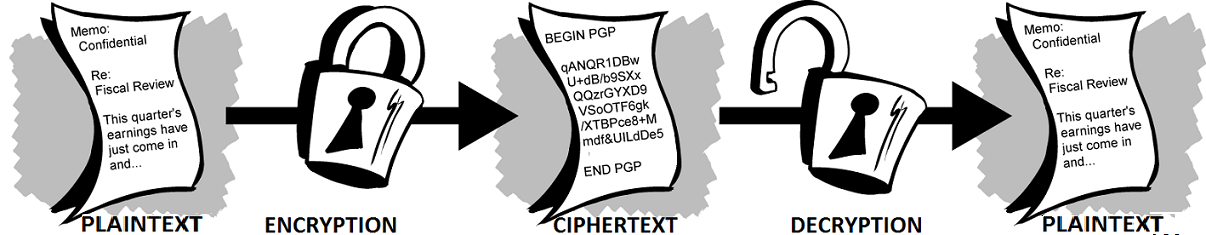 Memo:
Confidential
Re:
Fiscal Review
This quarter's
earnings have
just come in
and...
PLAINTEXT
ENCRYPTION
BEGIN PGP
qANQR1DBw
U+dB/b9SXx
QQzrGYXD9
VSoOTF6gk
/XTBPce8+M
mdf&UILdDe5
END PGP
CIPHERTEXT
DECRYPTION
Memo:
Confidential
Re:
Fiscal Review
This quarter's
earnings have
just come in
and...
PLAINTEXT